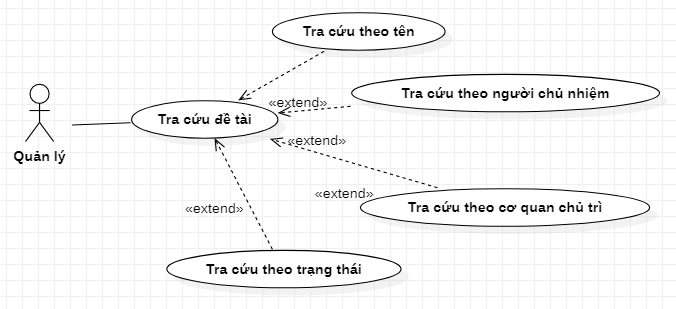 Tra cứu theo tên
Tra cứu theo người chủ nhiệm
«extend»
Tra cứu đề tài
«extend»
Quản lý
«extend»
Tra cứu theo cơ quan chủ trì
«extend»
Tra cứu theo trạng thái